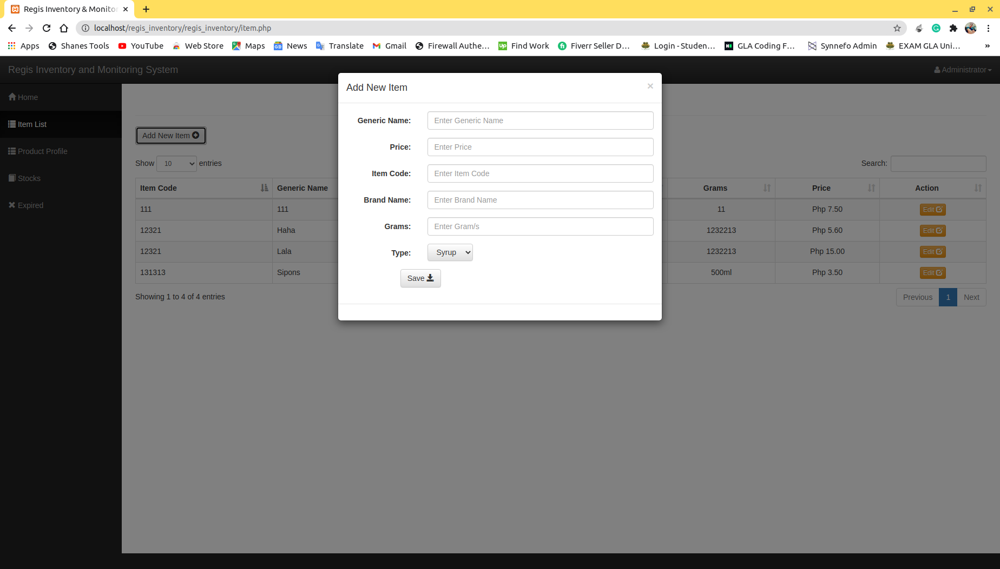 Regis Inventory & Monitor
localhost/regis_inventory/regis_inventory/item.php
Apps Shanes Tools YouTube Web Store Maps News Translate Gmail Firewall Authe... Find Work Fiverr Seller D... Login - Studen... GLA Coding F... Synnefo Admin EXAM GLA Uni... »
Regis Inventory and Monitoring System Administrator
Home
Item List
Product Profile
Stocks
Expired
Add New Item
Show 10 entries
Search:
Item Code Generic Name Grams Price Action
111 111 11 Php 7.50 Edit
12321 Haha 1232213 Php 5.60 Edit
12321 Lala 1232213 Php 15.00 Edit
131313 Sipons 500ml Php 3.50 Edit
Showing 1 to 4 of 4 entries
Previous 1 Next
Add New Item ×
Generic Name: Enter Generic Name
Price: Enter Price
Item Code: Enter Item Code
Brand Name: Enter Brand Name
Grams: Enter Gram/s
Type: Syrup
Save